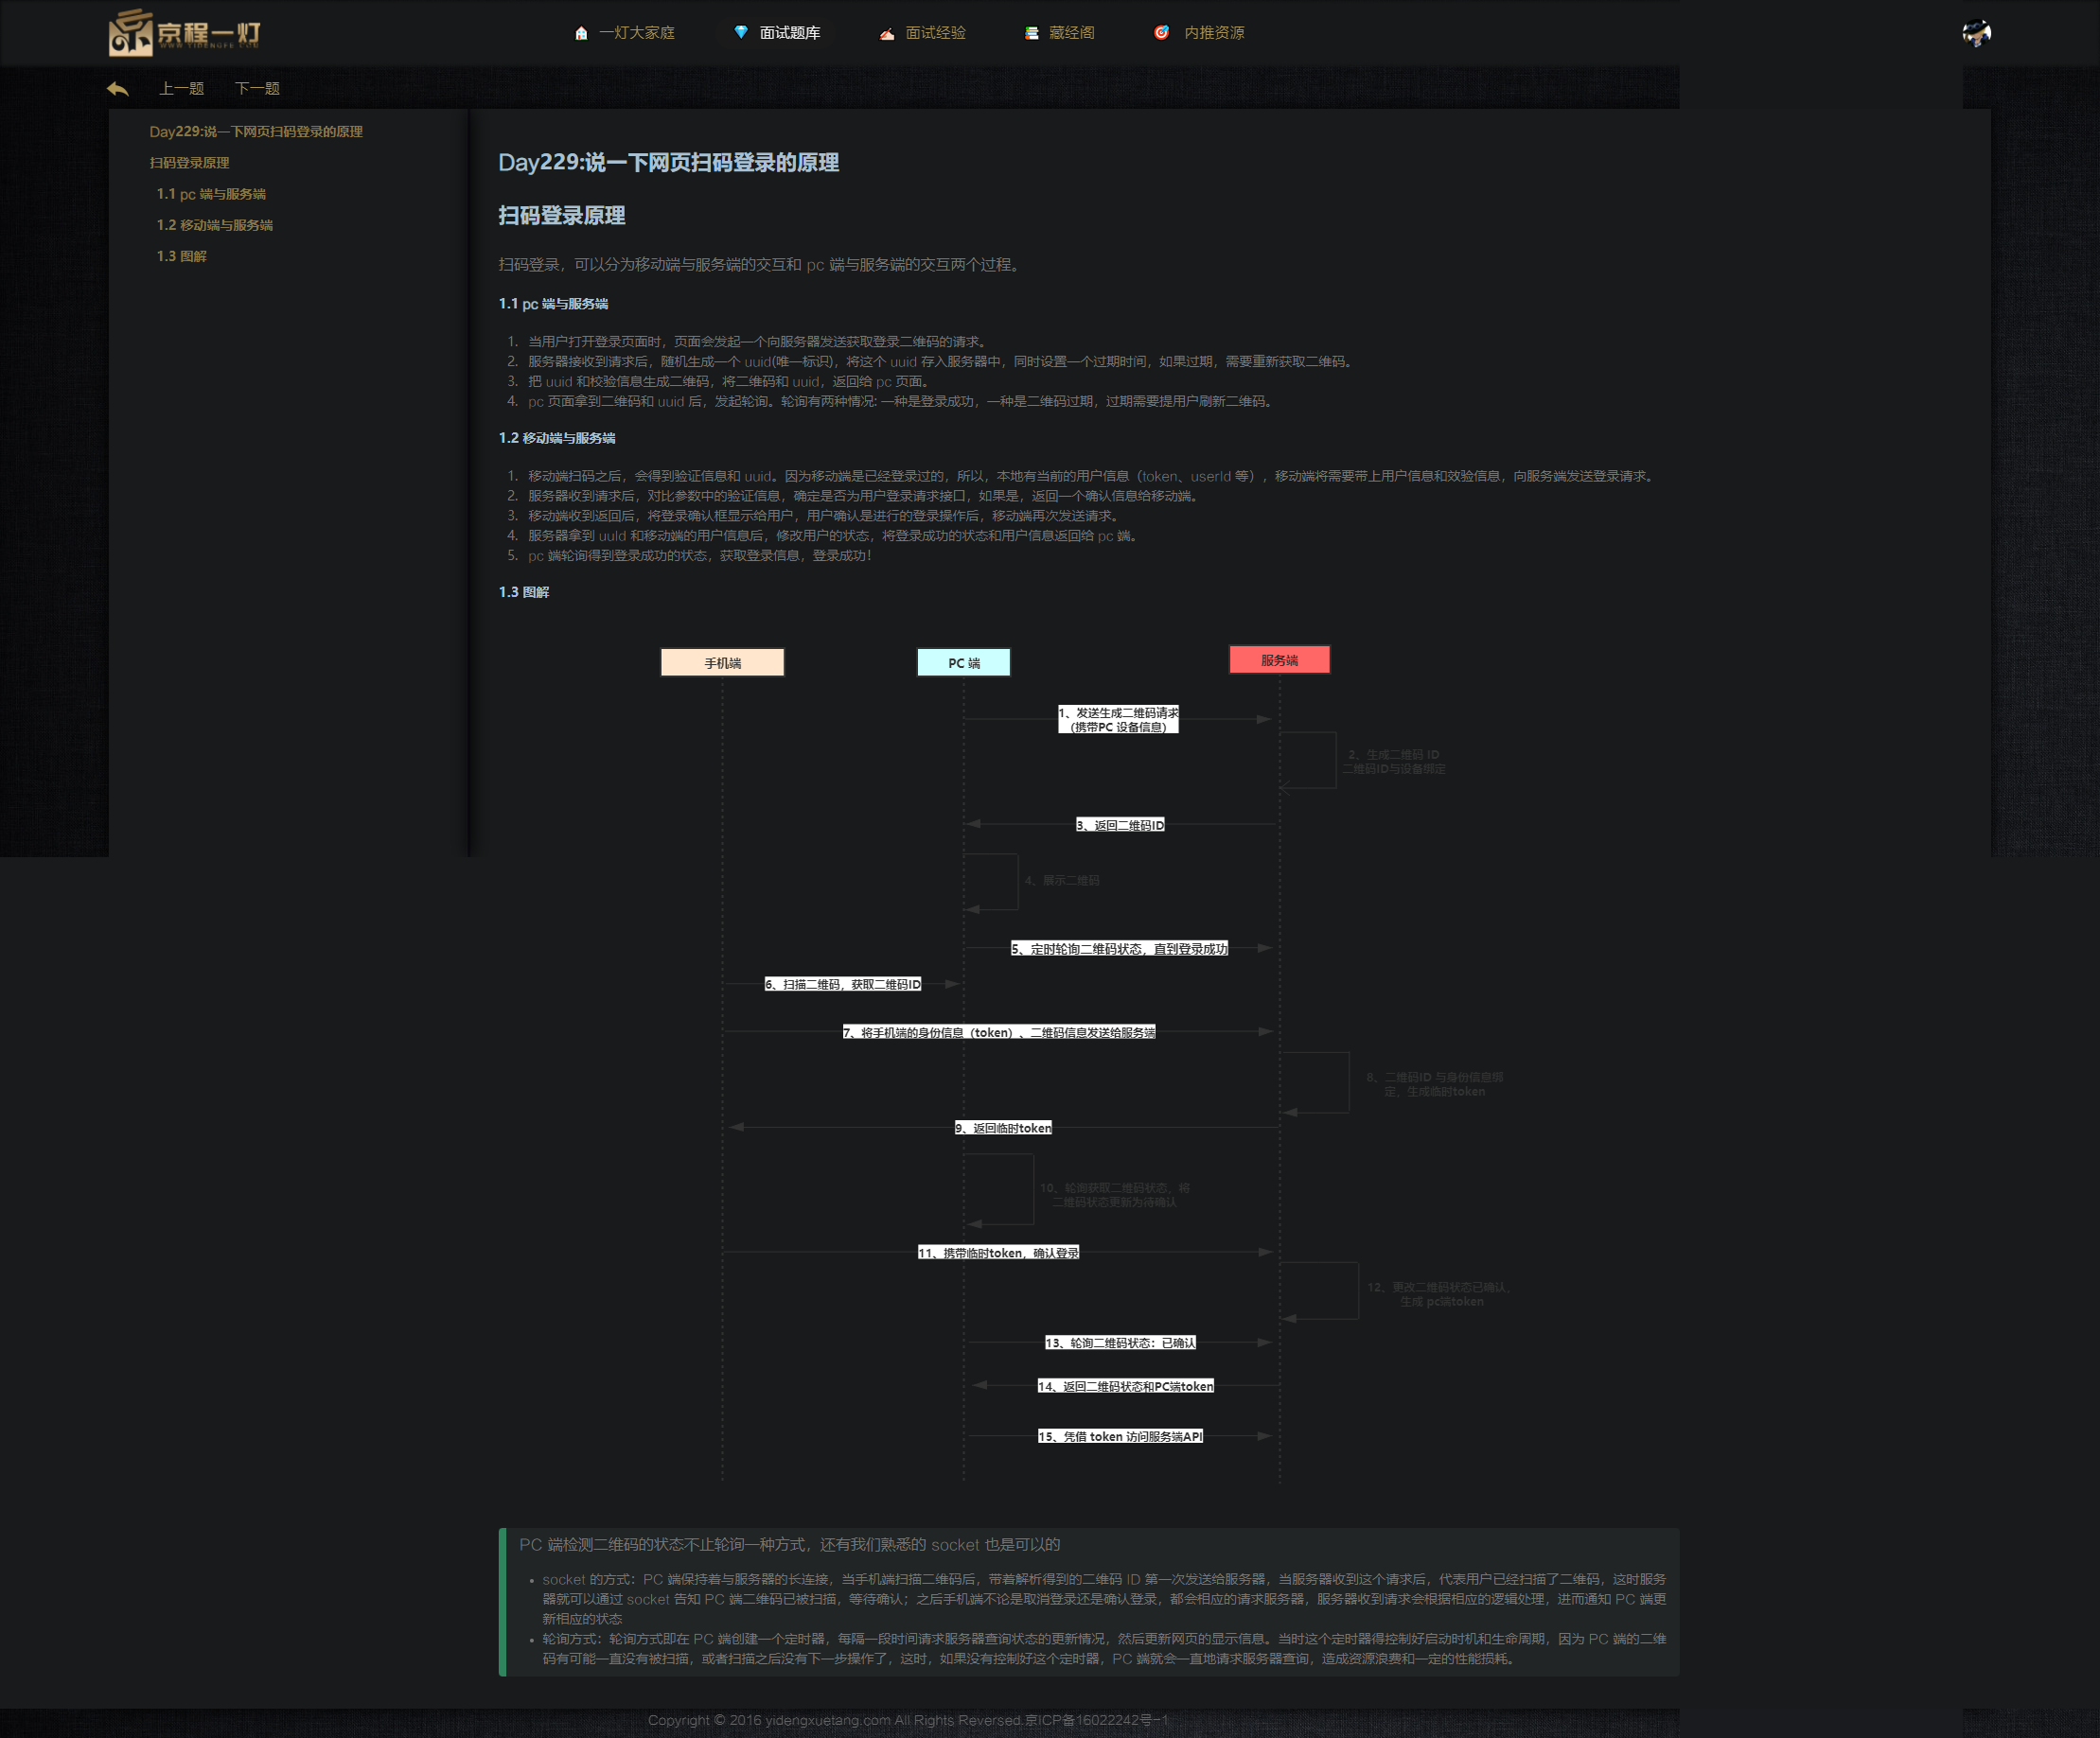 京程一灯
WWW.YIDENGFE.COM
一灯大家庭
面试题库
面试经验
藏经阁
内推资源
上一题
下一题
Day229:说一下网页扫码登录的原理
扫码登录原理
1.1 pc 端与服务端
1.2 移动端与服务端
1.3 图解
Day229:说一下网页扫码登录的原理
扫码登录原理
扫码登录，可以分为移动端与服务端的交互和 pc 端与服务端的交互两个过程。
1.1 pc 端与服务端
1. 当用户打开登录页面时，页面会发起一个向服务器发送获取登录二维码的请求。
2. 服务器接收到请求后，随机生成一个 uuid(唯一标识)，将这个 uuid 存入服务器中，同时设置一个过期时间，如果过期，需要重新获取二维码。
3. 把 uuid 和校验信息生成二维码，将二维码和 uuid，返回给 pc 页面。
4. pc 页面拿到二维码和 uuid 后，发起轮询。轮询有两种情况: 一种是登录成功，一种是二维码过期，过期需要提用户刷新二维码。
1.2 移动端与服务端
1. 移动端扫码之后，会得到验证信息和 uuid。因为移动端是已经登录过的，所以，本地有当前的用户信息（token、userId 等），移动端将需要带上用户信息和效验信息，向服务端发送登录请求。
2. 服务器收到请求后，对比参数中的验证信息，确定是否为用户登录请求接口，如果是，返回一个确认信息给移动端。
3. 移动端收到返回后，将登录确认框显示给用户，用户确认是进行的登录操作后，移动端再次发送请求。
4. 服务器拿到 uuId 和移动端的用户信息后，修改用户的状态，将登录成功的状态和用户信息返回给 pc 端。
5. pc 端轮询得到登录成功的状态，获取登录信息，登录成功！
1.3 图解
手机端
PC 端
服务端
1、发送生成二维码请求
（携带PC 设备信息）
2、生成二维码 ID
二维码ID与设备绑定
3、返回二维码ID
4、展示二维码
5、定时轮询二维码状态，直到登录成功
6、扫描二维码，获取二维码ID
7、将手机端的身份信息（token）、二维码信息发送给服务端
8、二维码ID 与身份信息绑
定，生成临时token
9、返回临时token
10、轮询获取二维码状态，将
二维码状态更新为待确认
11、携带临时token，确认登录
12、更改二维码状态已确认，
生成 pc端token
13、轮询二维码状态：已确认
14、返回二维码状态和PC端token
15、凭借 token 访问服务端API
PC 端检测二维码的状态不止轮询一种方式，还有我们熟悉的 socket 也是可以的
• socket 的方式：PC 端保持着与服务器的长连接，当手机端扫描二维码后，带着解析得到的二维码 ID 第一次发送给服务器，当服务器收到这个请求后，代表用户已经扫描了二维码，这时服务
器就可以通过 socket 告知 PC 端二维码已被扫描，等待确认；之后手机端不论是取消登录还是确认登录，都会相应的请求服务器，服务器收到请求会根据相应的逻辑处理，进而通知 PC 端更
新相应的状态
• 轮询方式：轮询方式即在 PC 端创建一个定时器，每隔一段时间请求服务器查询状态的更新情况，然后更新网页的显示信息。当时这个定时器得控制好启动时机和生命周期，因为 PC 端的二维
码有可能一直没有被扫描，或者扫描之后没有下一步操作了，这时，如果没有控制好这个定时器，PC 端就会一直地请求服务器查询，造成资源浪费和一定的性能损耗。
Copyright © 2016 yidengxuetang.com All Rights Reversed.京ICP备16022242号-1